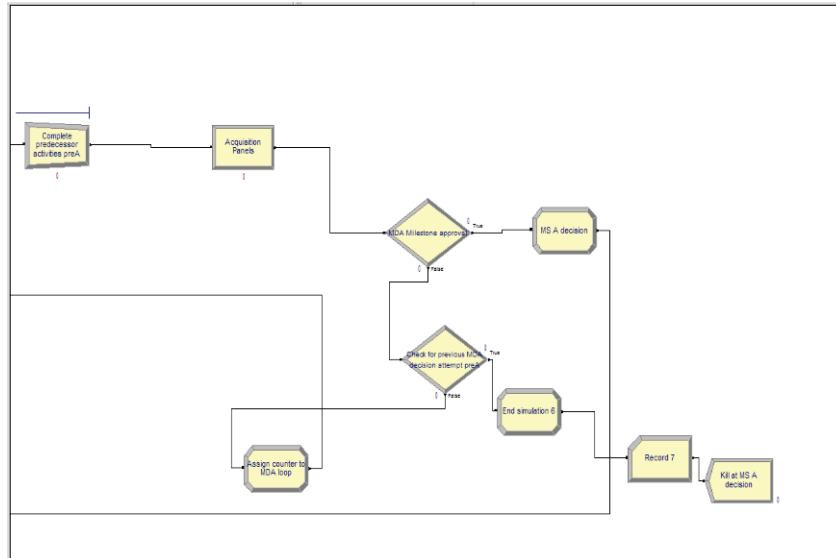 Complete
predecessor
activities preA
0
Acquisition
Panels
0
MDA Milestone approval
0
True
0
False
MS A decision
Check for previous MDA
decision attempt preA
0
True
0
False
End simulation 6
Assign counter to
MDA loop
Record 7
Kill at MS A
decision
0